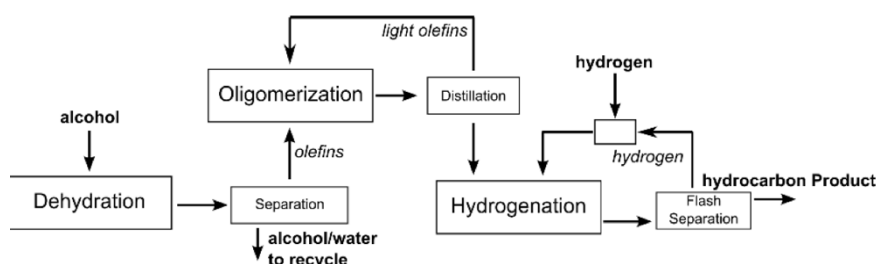 light olefins
hydrogen
Oligomerization
Distillation
alcohol
olefins
hydrogen
hydrocarbon Product
Dehydration
Separation
Hydrogenation
Flash
Separation
alcohol/water
to recycle